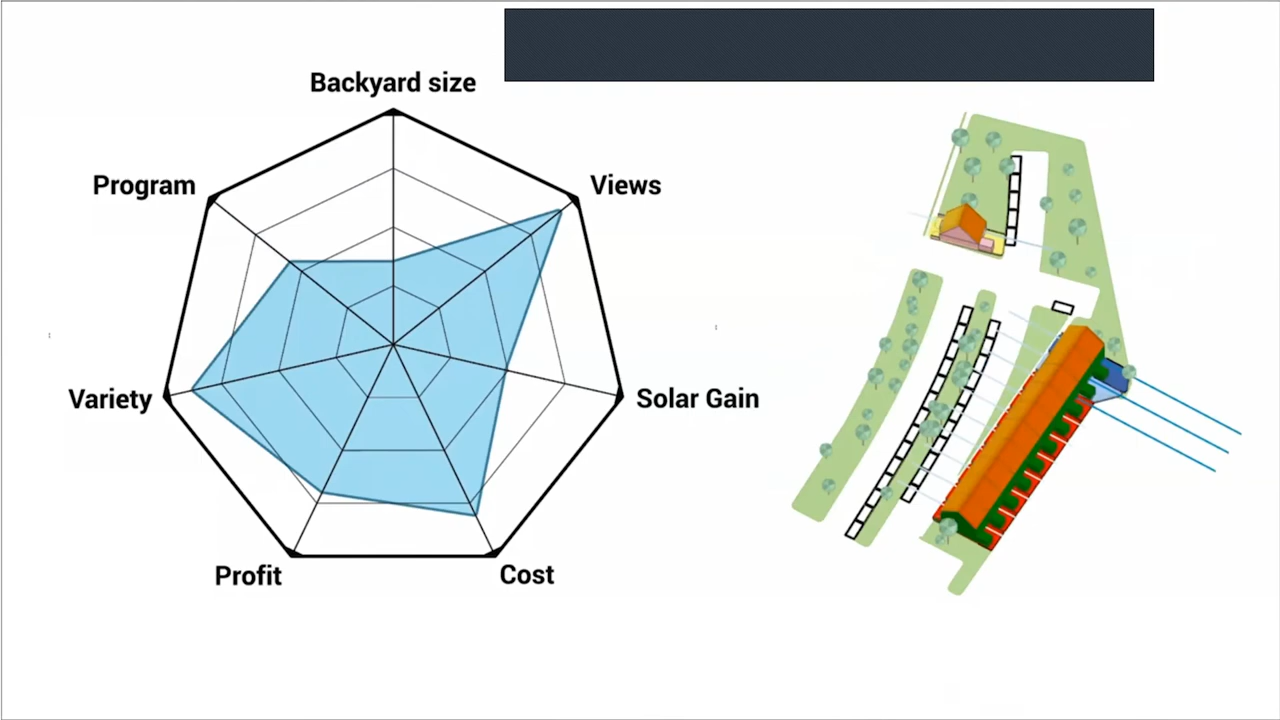 Backyard size
Program
Views
Variety
Solar Gain
Profit
Cost